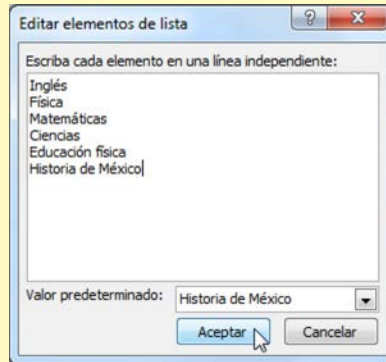 Editar elementos de lista
Escriba cada elemento en una línea independiente:
Inglés
Física
Matemáticas
Ciencias
Educación física
Historia de México
Valor predeterminado: Historia de México
Aceptar Cancelar